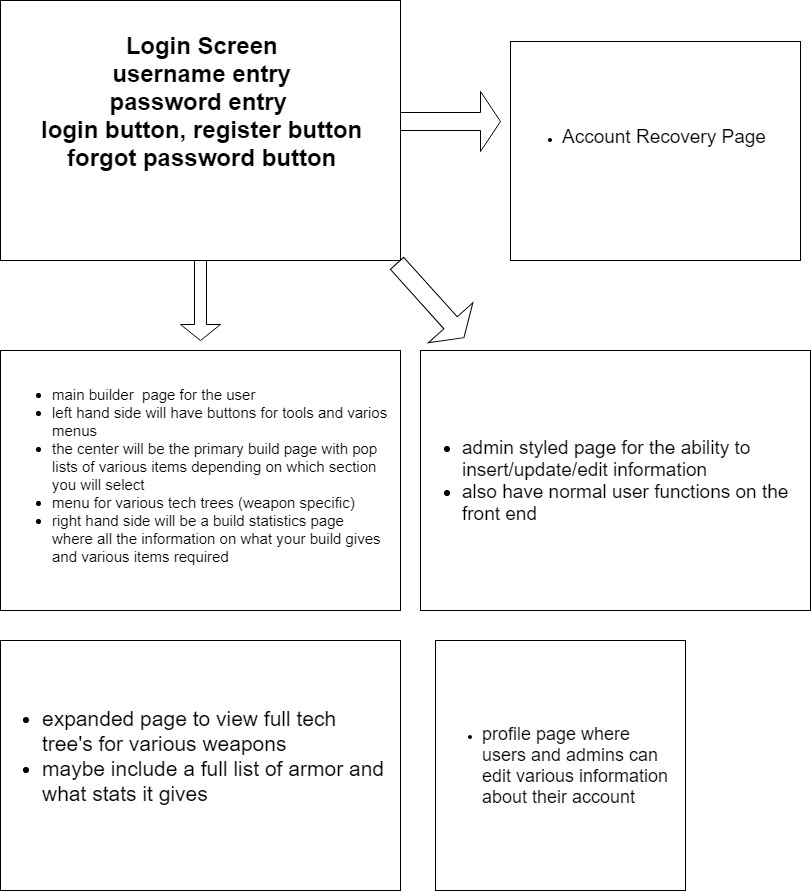 Login Screen
username entry
password entry
login button, register button
forgot password button
Account Recovery Page
main builder page for the user
left hand side will have buttons for tools and varios
menus
the center will be the primary build page with pop
lists of various items depending on which section
you will select
menu for various tech trees (weapon specific)
right hand side will be a build statistics page
where all the information on what your build gives
and various items required
admin styled page for the ability to
insert/update/edit information
also have normal user functions on the
front end
expanded page to view full tech
tree's for various weapons
maybe include a full list of armor and
what stats it gives
profile page where
users and admins can
edit various information
about their account